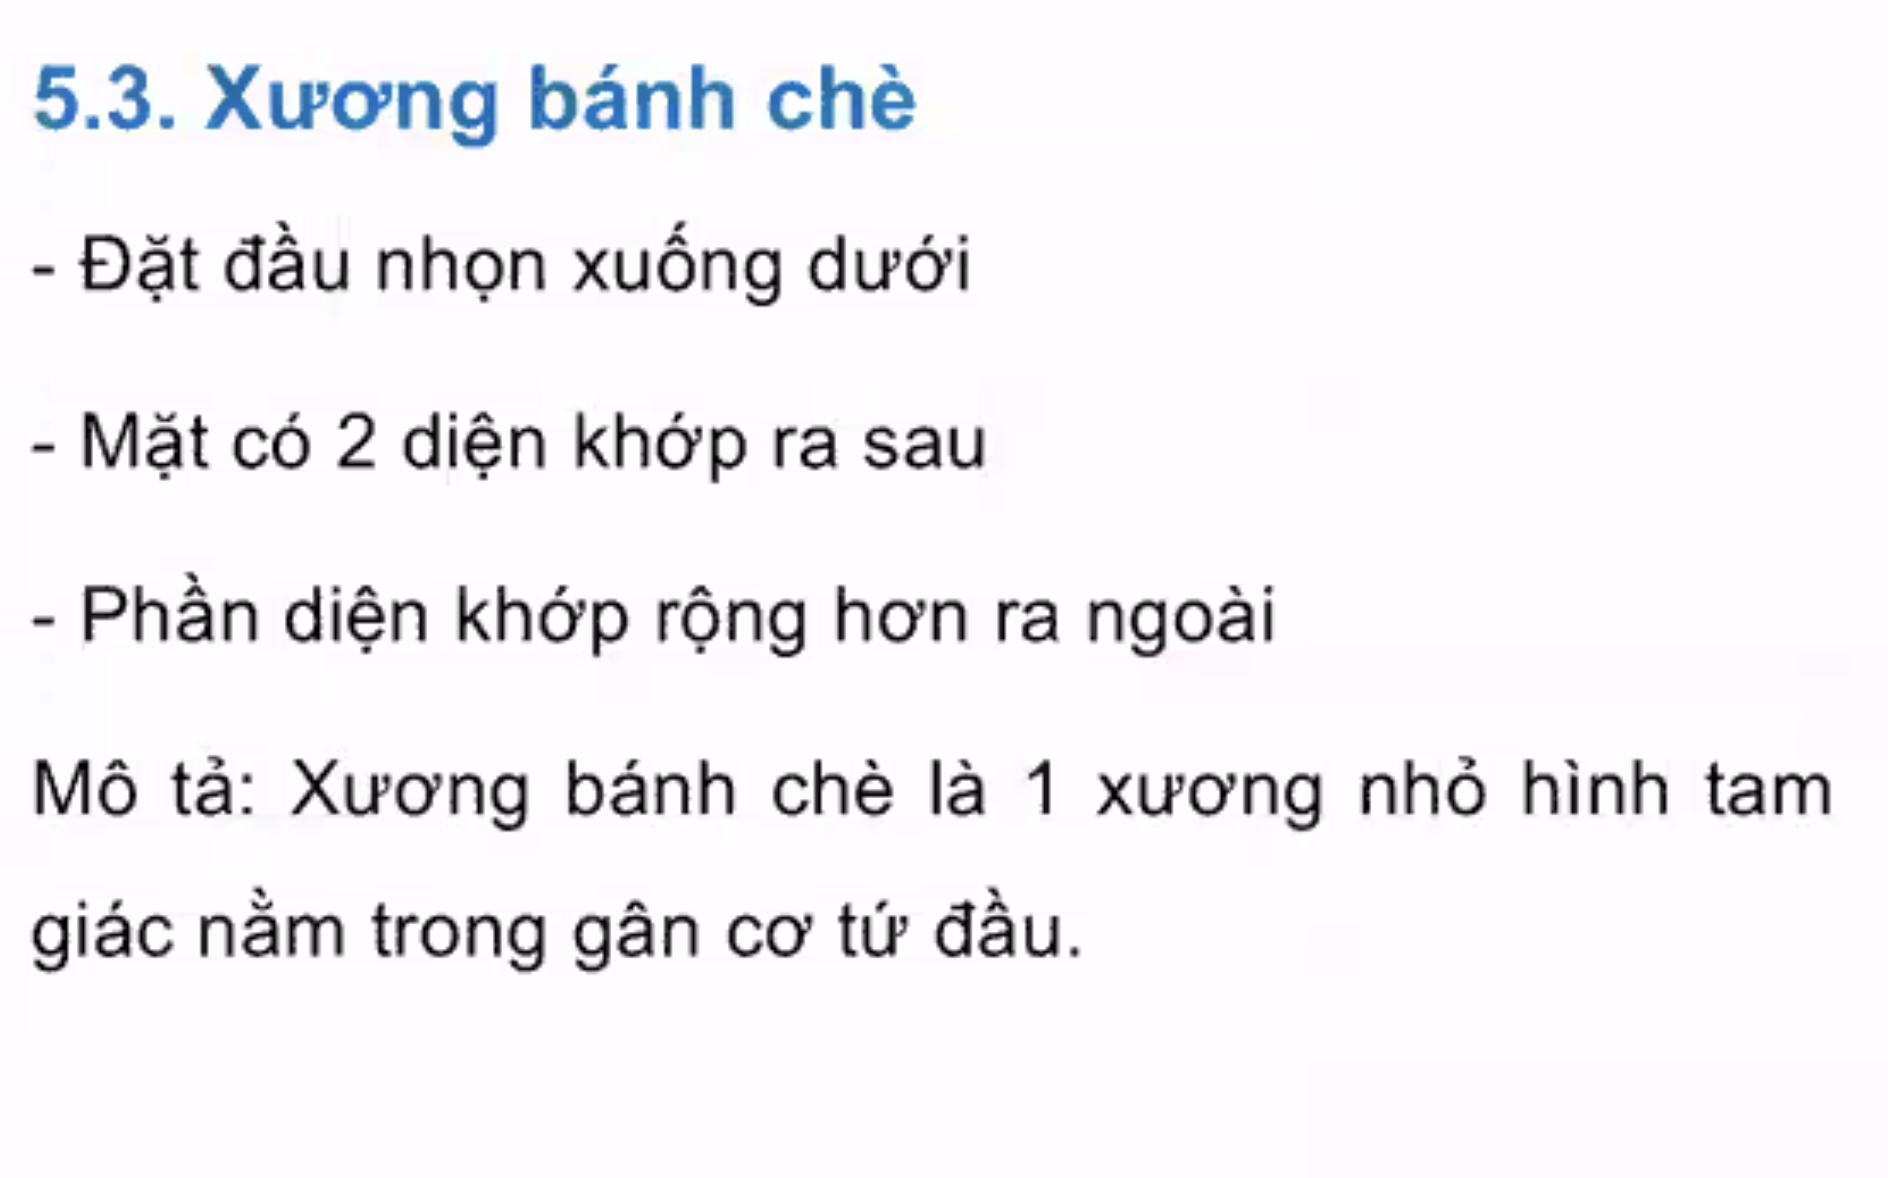 5.3. Xương bánh chè
- Đặt đầu nhọn xuống dưới
- Mặt có 2 diện khớp ra sau
- Phần diện khớp rộng hơn ra ngoài
Mô tả: Xương bánh chè là 1 xương nhỏ hình tam
giác nằm trong gân cơ tứ đầu.